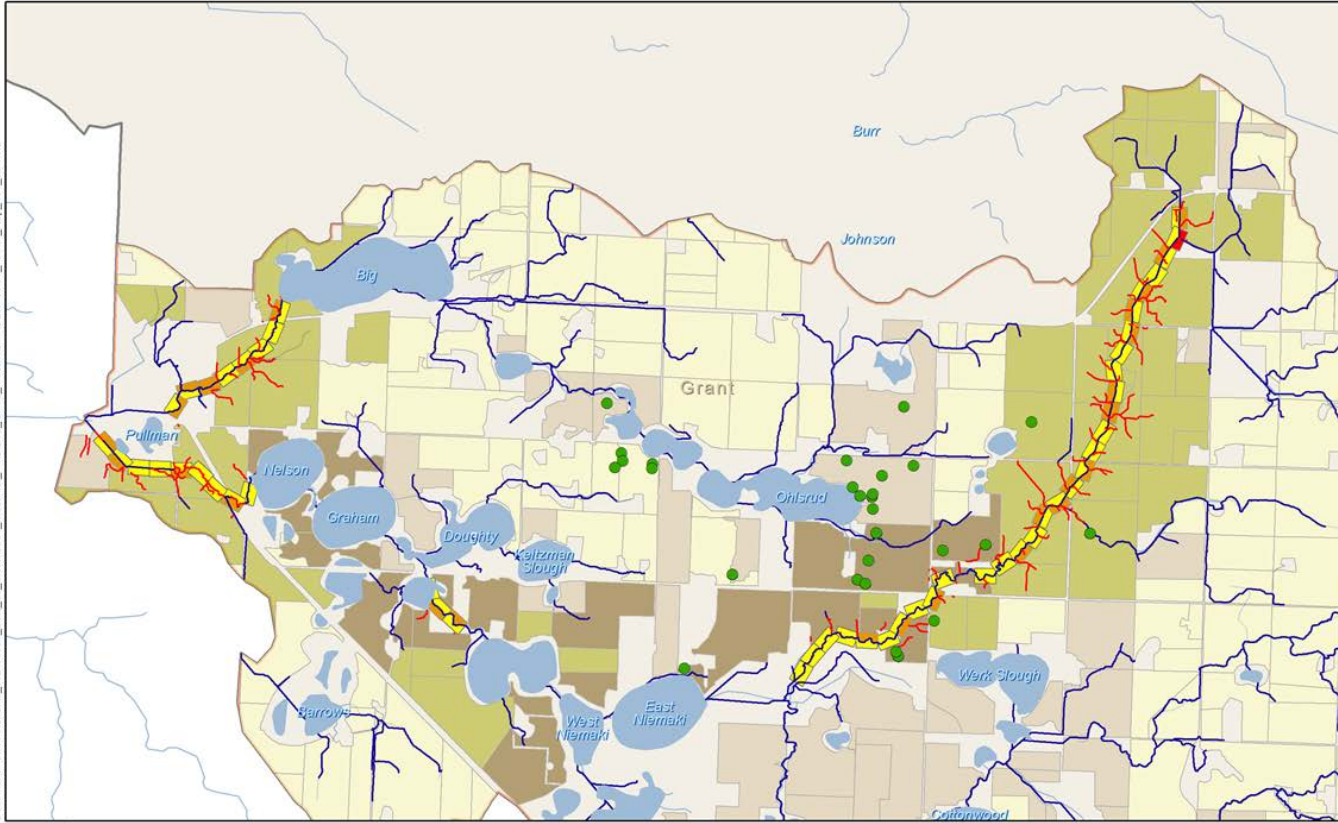 Burr
Johnson
Big
Grant
Pullman
Nelson
Ohlsrud
Graham
Doughty
Keitzman
Slough
Werk Slough
East
Niemaki
Barrows
West
Niemaki
Cottonwood